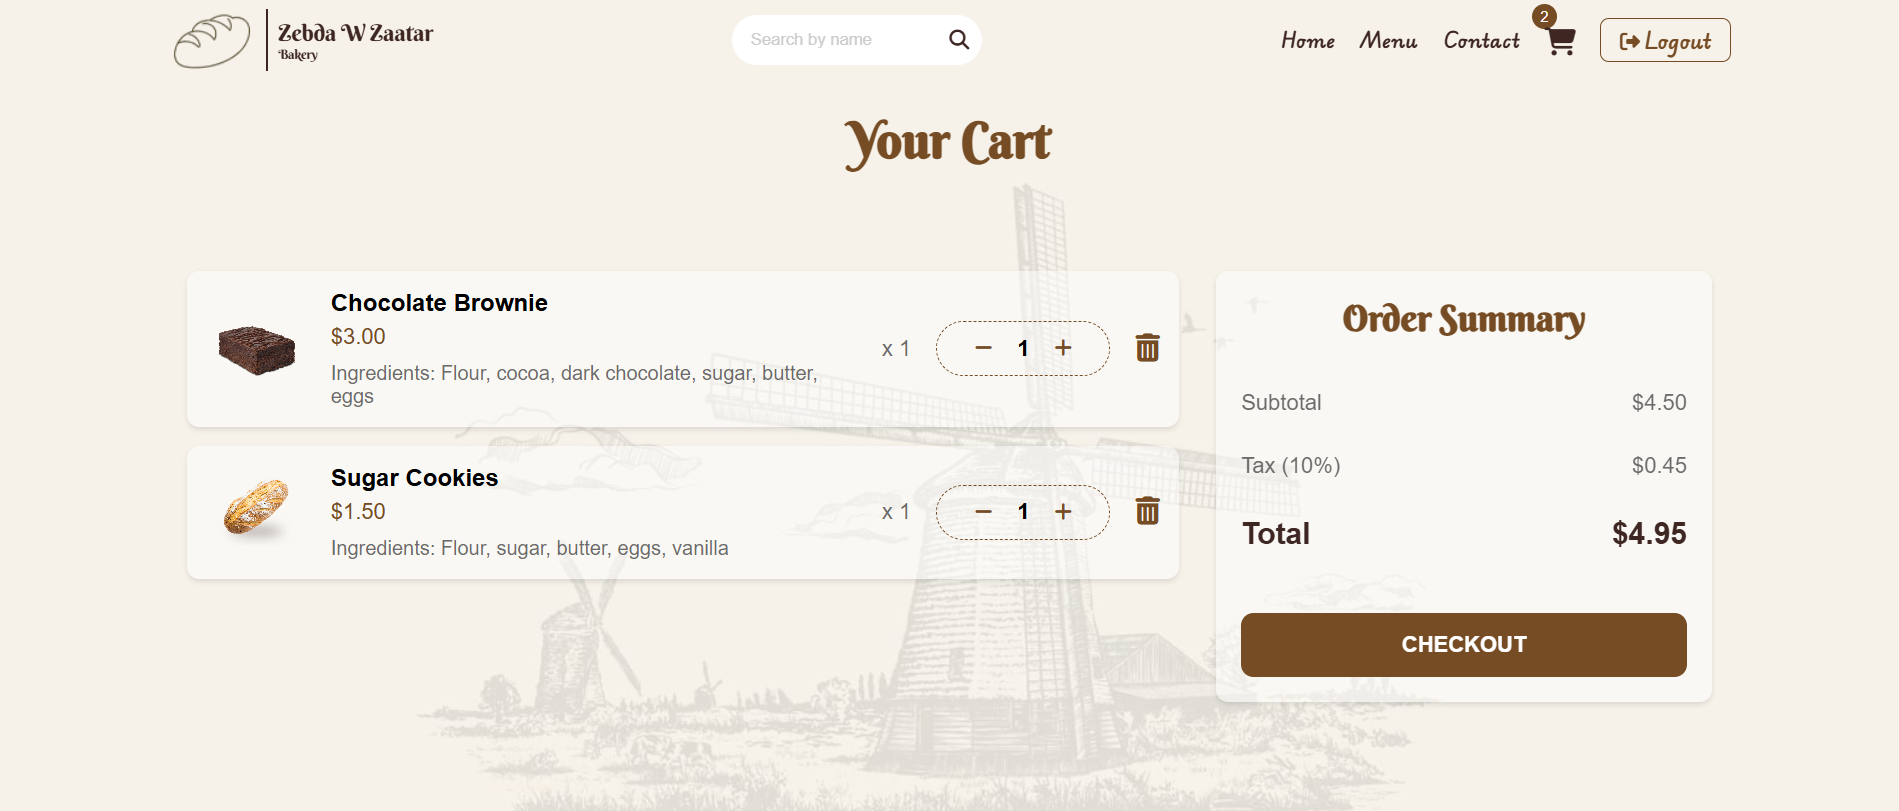 Zebda W Zaatar
Bakery
Search by name
Home
Menu
Contact
2
Logout
Your Cart
Chocolate Brownie
$3.00
Ingredients: Flour, cocoa, dark chocolate, sugar, butter,
eggs
x 1
− 1 +
Sugar Cookies
$1.50
Ingredients: Flour, sugar, butter, eggs, vanilla
x 1
− 1 +
Order Summary
Subtotal $4.50
Tax (10%) $0.45
Total $4.95
CHECKOUT